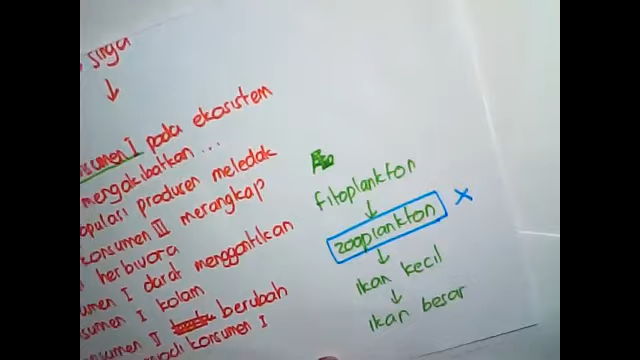 singa
↓
konsumen I pada ekosistem
mengakibatkan ...
populasi produsen meledak
konsumen III merangkap
herbivora
konsumen I darat menggantikan
konsumen I kolam
konsumen II berubah
menjadi konsumen I
fitoplankton
↓
zooplankton X
↓
ikan kecil
↓
ikan besar